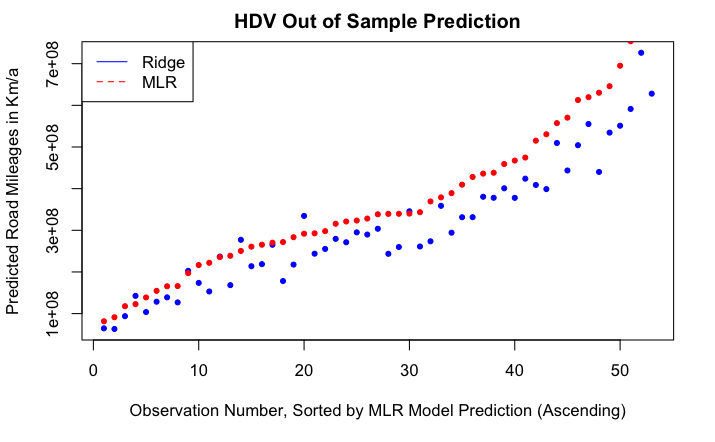 HDV Out of Sample Prediction
Ridge
MLR
Predicted Road Mileages in Km/a
7e+08
5e+08
3e+08
1e+08
0 10 20 30 40 50
Observation Number, Sorted by MLR Model Prediction (Ascending)